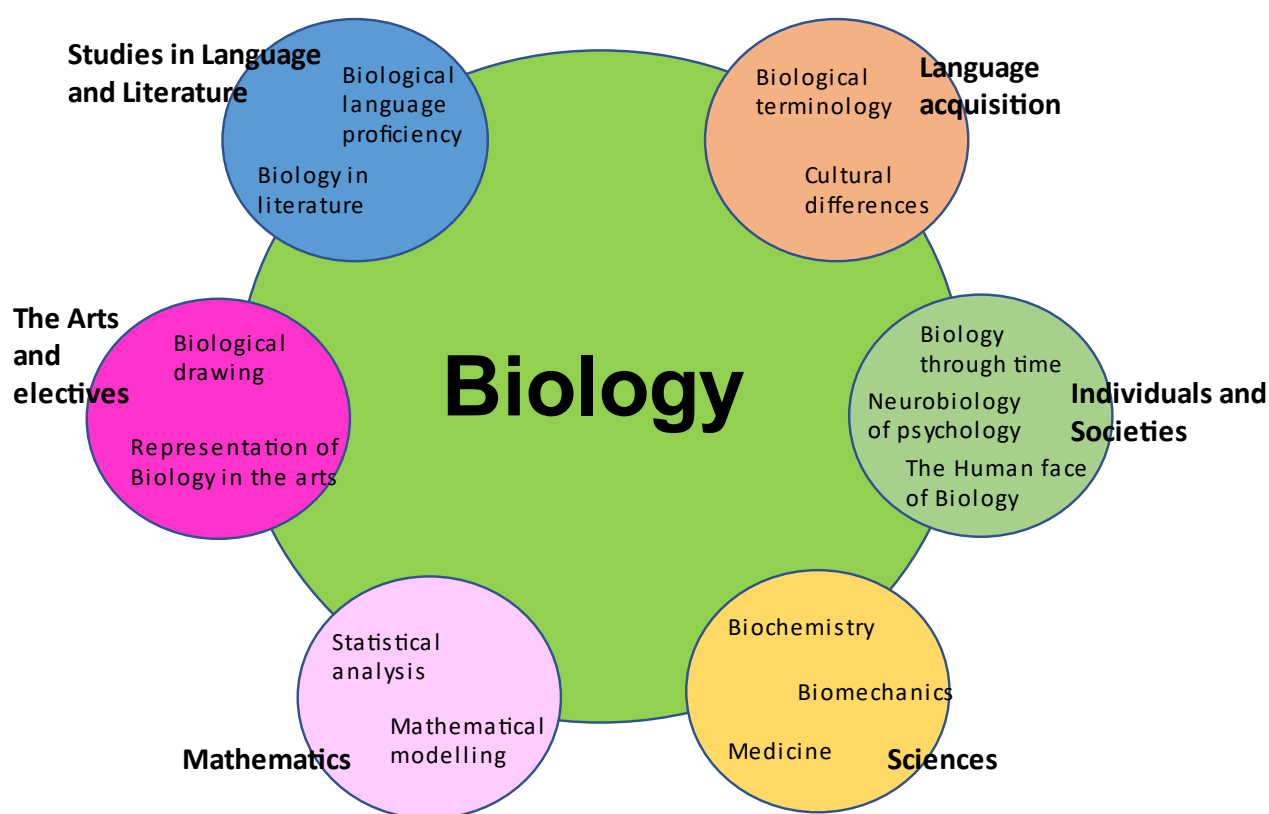 Studies in Language
and Literature
Biological
language
proficiency
Biology in
literature
Biological
terminology
Language
acquisition
Cultural
differences
The Arts
and
electives
Biological
drawing
Representation of
Biology in the arts
Biology
Biology
through time
Neurobiology
of psychology
The Human face
of Biology
Individuals and
Societies
Statistical
analysis
Mathematical
modelling
Mathematics
Biochemistry
Biomechanics
Medicine
Sciences